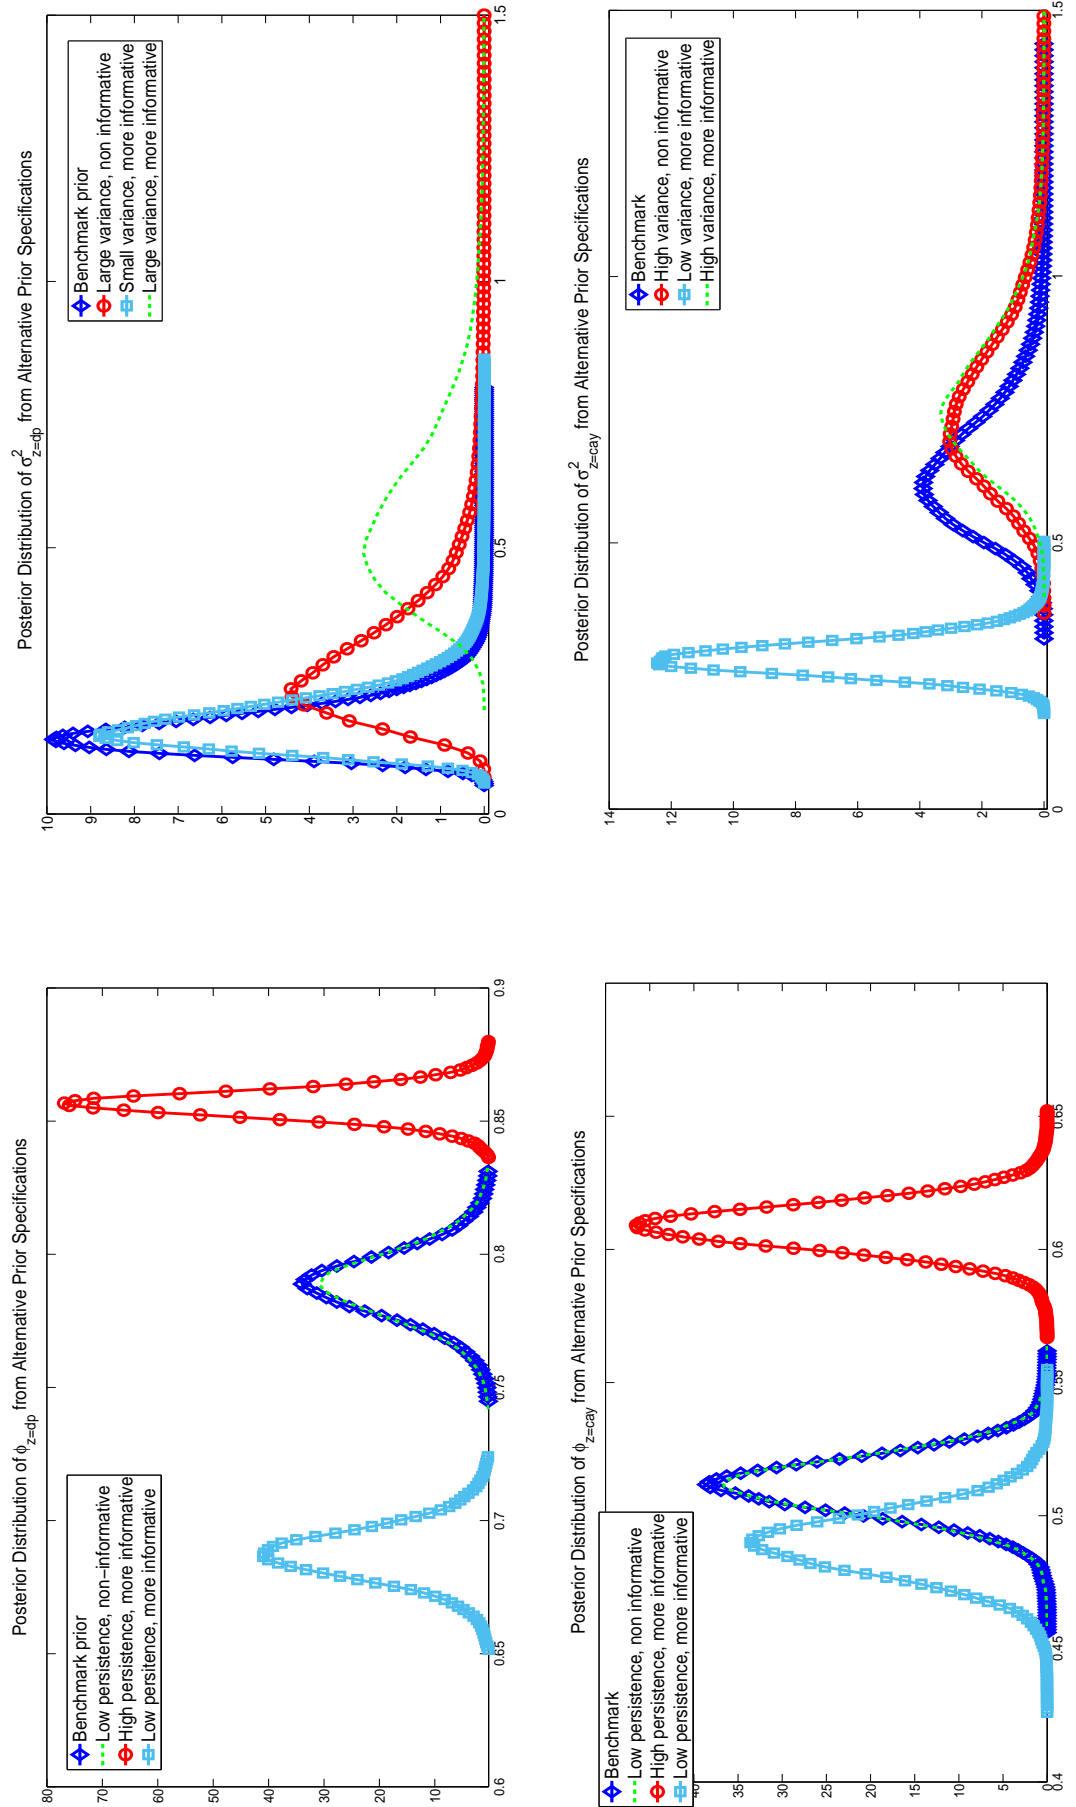 Posterior Distribution of φz=dp from Alternative Prior Specifications
80
70
60
50
40
30
20
10
0
0.6
0.65
0.7
0.75
0.8
0.85
0.9
Benchmark prior
Low persistence, non−informative
High persistence, more informative
Low persitence, more informative
Posterior Distribution of σ²z=dp from Alternative Prior Specifications
10
9
8
7
6
5
4
3
2
1
0
0
0.5
1
1.5
Benchmark prior
Large variance, non informative
Small variance, more informative
Large variance, more informative
Posterior Distribution of φz=cay from Alternative Prior Specifications
40
35
30
25
20
15
10
5
0
0.4
0.45
0.5
0.55
0.6
0.65
Benchmark
Low persistence, non informative
High persistence, more informative
Low persistence, more informative
Posterior Distribution of σ²z=cay from Alternative Prior Specifications
14
12
10
8
6
4
2
0
0
0.5
1
1.5
Benchmark
High variance, non informative
Low variance, more informative
High variance, more informative